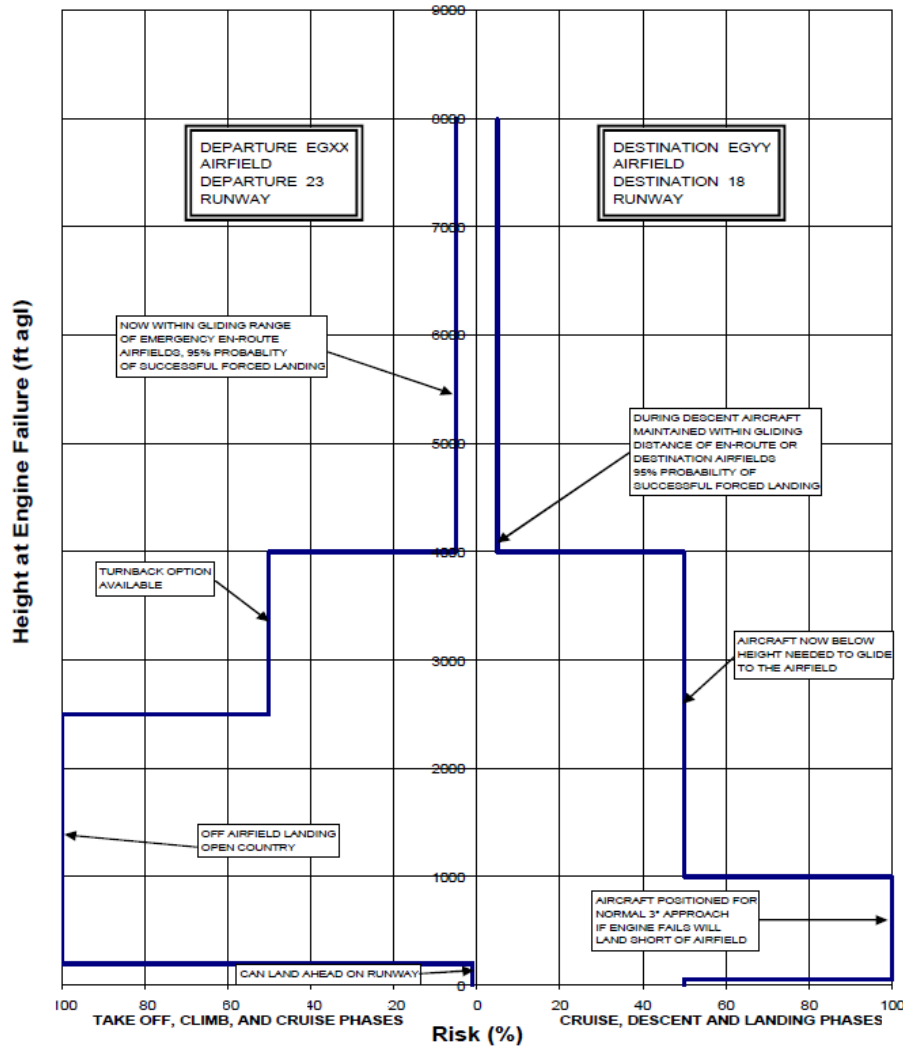 9000
8000
DEPARTURE EGXX
AIRFIELD
DEPARTURE 23
RUNWAY
DESTINATION EGYY
AIRFIELD
DESTINATION 18
RUNWAY
7000
NOW WITHIN GLIDING RANGE
OF EMERGENCY EN-ROUTE
AIRFIELDS, 95% PROBABLITY
OF SUCCESSFUL FORCED LANDING
6000
DURING DESCENT AIRCRAFT
MAINTAINED WITHIN GLIDING
DISTANCE OF EN-ROUTE OR
DESTINATION AIRFIELDS
95% PROBABILITY OF
SUCCESSFUL FORCED LANDING
5000
Height at Engine Failure (ft agl)
4000
TURNBACK OPTION
AVAILABLE
3000
AIRCRAFT NOW BELOW
HEIGHT NEEDED TO GLIDE
TO THE AIRFIELD
2000
OFF AIRFIELD LANDING
OPEN COUNTRY
1000
AIRCRAFT POSITIONED FOR
NORMAL 3° APPROACH
IF ENGINE FAILS WILL
LAND SHORT OF AIRFIELD
CAN LAND AHEAD ON RUNWAY
0
100 80 60 40 20 0 20 40 60 80 100
TAKE OFF, CLIMB, AND CRUISE PHASES
CRUISE, DESCENT AND LANDING PHASES
Risk (%)